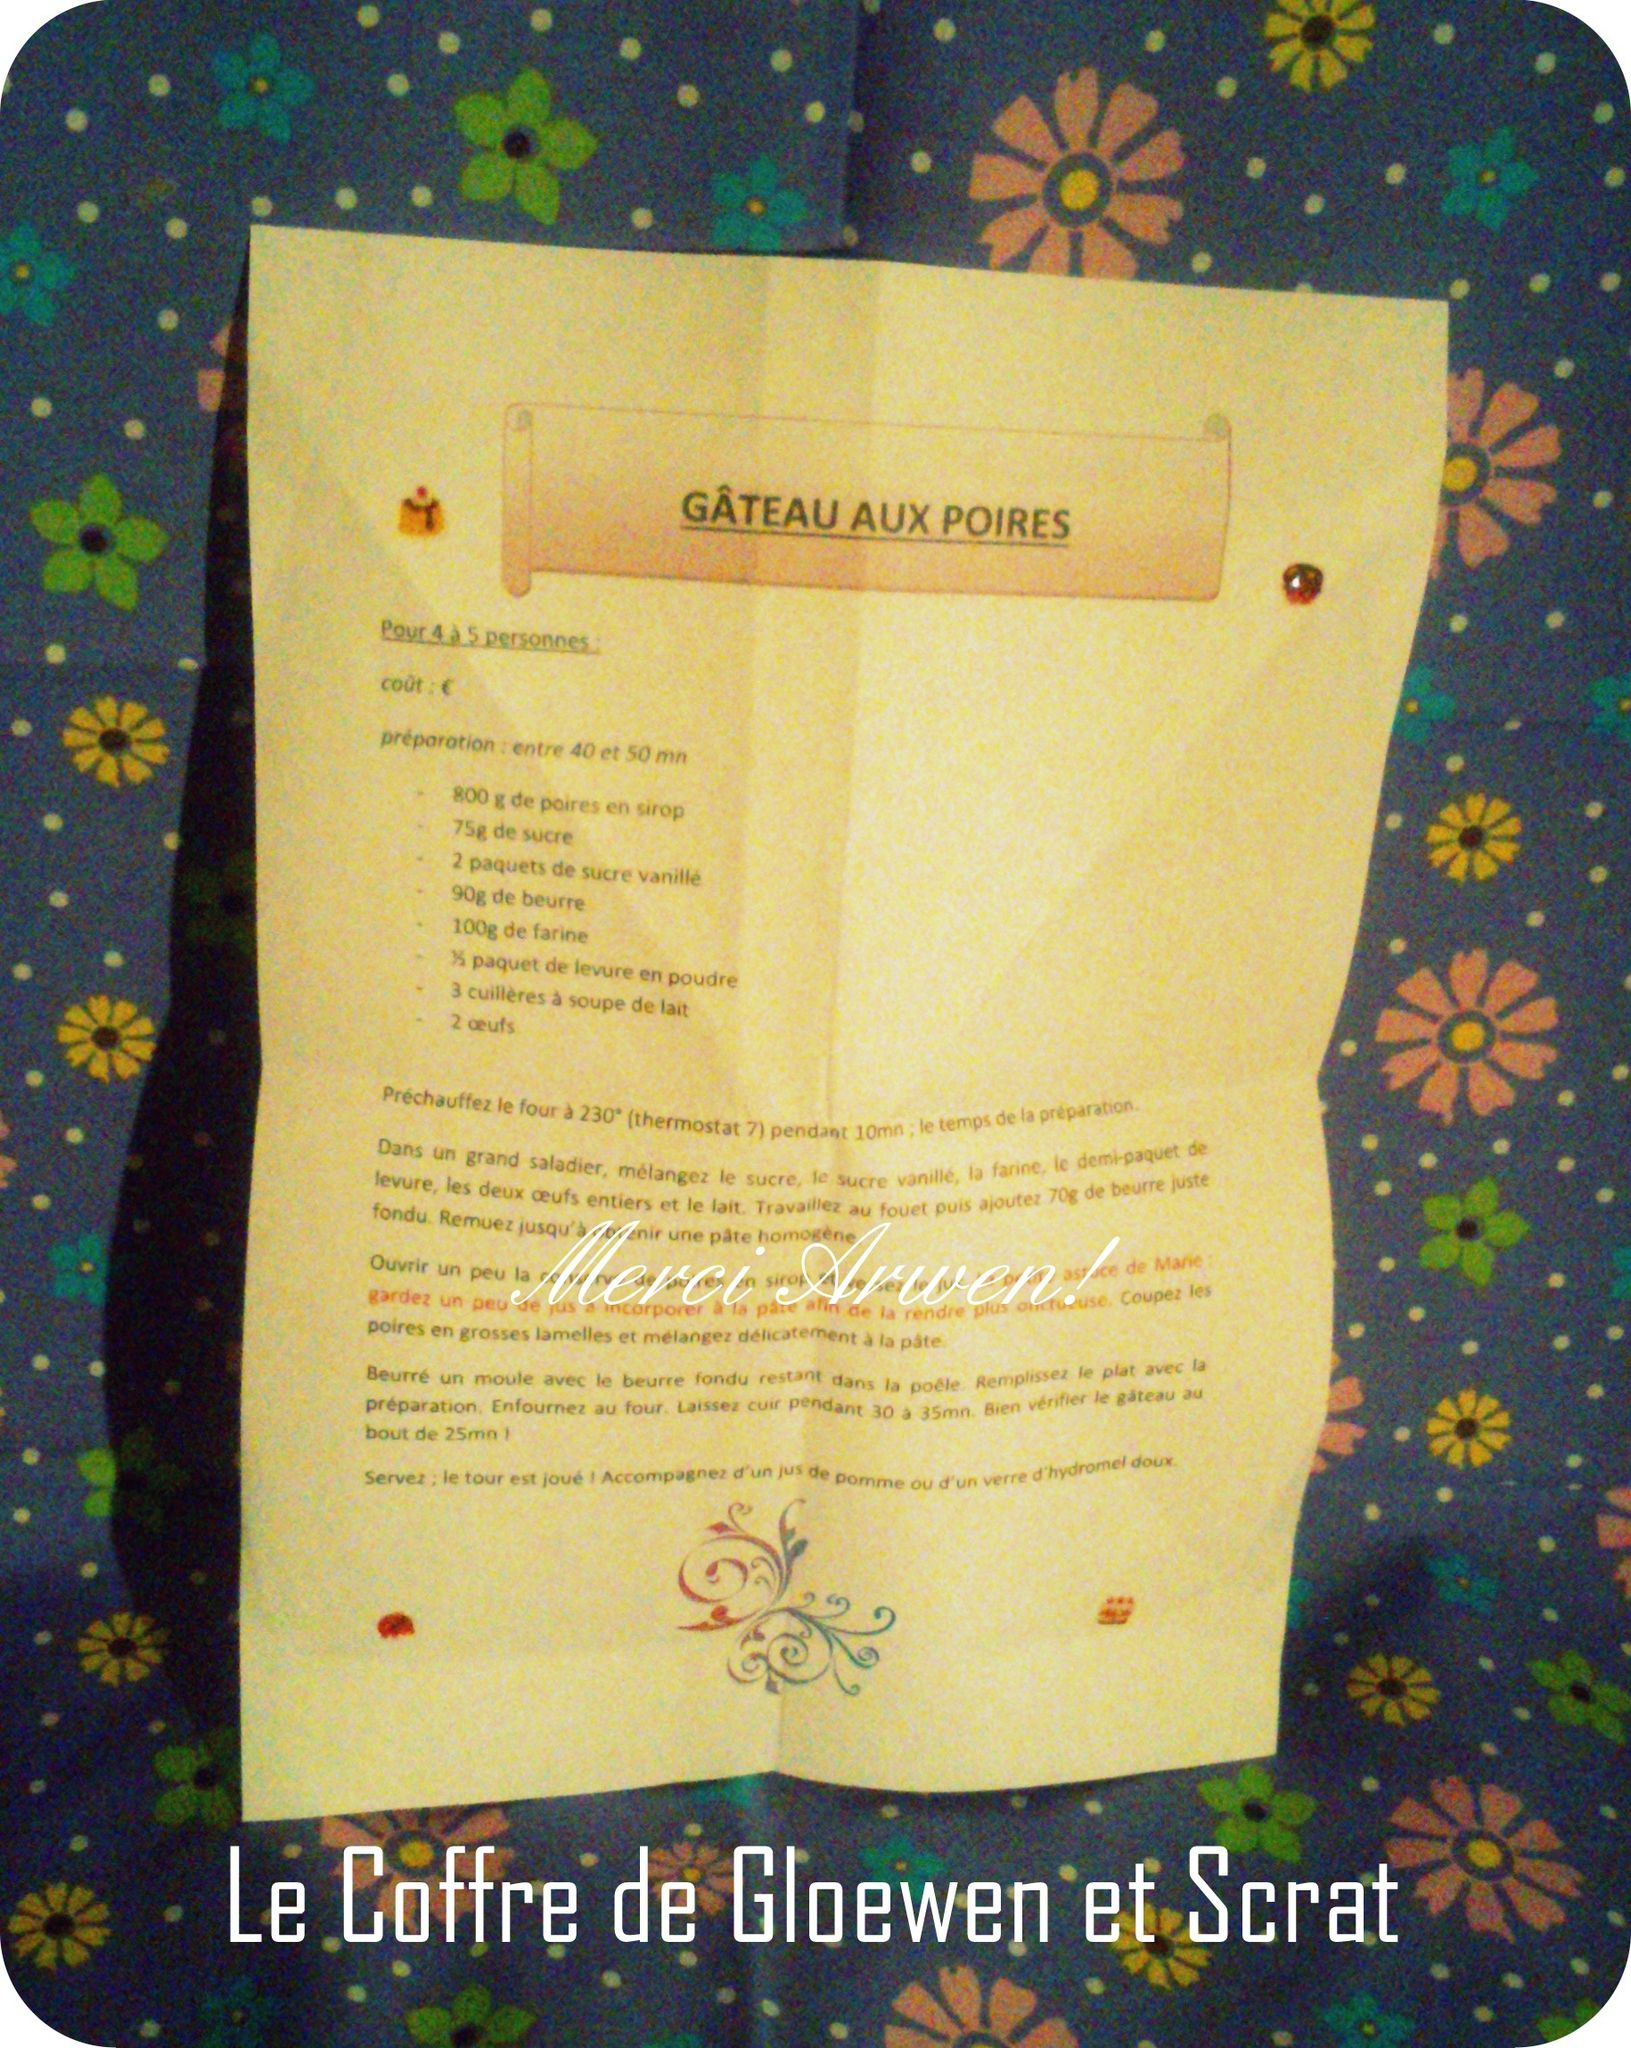 GÂTEAU AUX POIRES
Pour 4 à 5 personnes :
coût : €
préparation : entre 40 et 50 mn
- 800 g de poires en sirop
- 75g de sucre
- 2 paquets de sucre vanillé
- 90g de beurre
- 100g de farine
- ½ paquet de levure en poudre
- 3 cuillères à soupe de lait
- 2 œufs
Préchauffez le four à 230° (thermostat 7) pendant 10mn ; le temps de la préparation.
Dans un grand saladier, mélangez le sucre, le sucre vanillé, la farine, le demi-paquet de
levure, les deux œufs entiers et le lait. Travaillez au fouet puis ajoutez 70g de beurre juste
fondu. Remuez jusqu'à obtenir une pâte homogène.
Ouvrir un peu la conserve de poires en sirop astuce de Marie :
gardez un peu de jus à incorporer à la pâte afin de la rendre plus onctueuse. Coupez les
poires en grosses lamelles et mélangez délicatement à la pâte.
Merci Arwen!
Beurré un moule avec le beurre fondu restant dans la poêle. Remplissez le plat avec la
préparation. Enfournez au four. Laissez cuir pendant 30 à 35mn. Bien vérifier le gâteau au
bout de 25mn !
Servez ; le tour est joué ! Accompagnez d'un jus de pomme ou d'un verre d'hydromel doux.
Le Coffre de Gloewen et Scrat